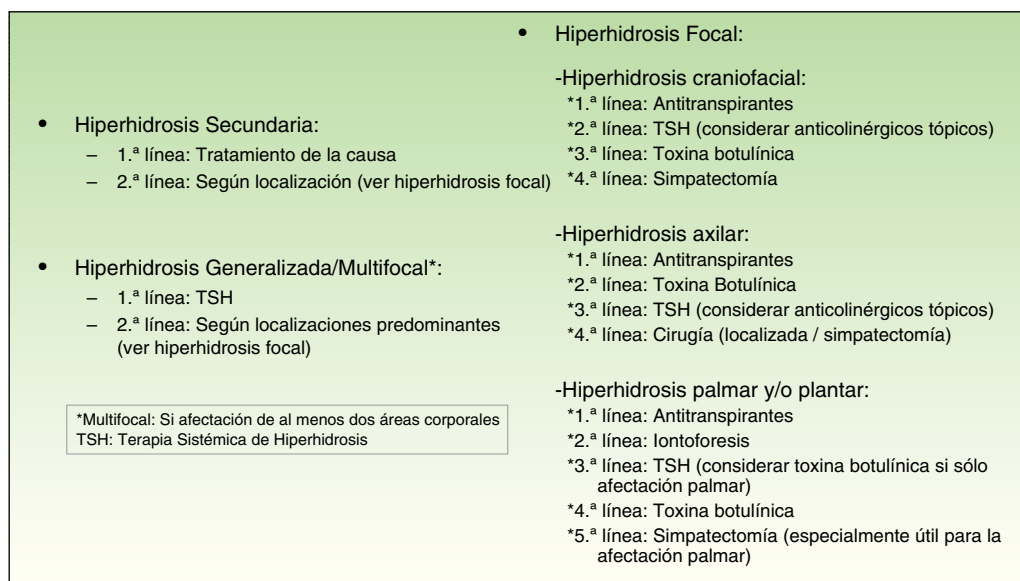 • Hiperhidrosis Secundaria:
– 1.ª línea: Tratamiento de la causa
– 2.ª línea: Según localización (ver hiperhidrosis focal)
• Hiperhidrosis Generalizada/Multifocal*:
– 1.ª línea: TSH
– 2.ª línea: Según localizaciones predominantes
(ver hiperhidrosis focal)
*Multifocal: Si afectación de al menos dos áreas corporales
TSH: Terapia Sistémica de Hiperhidrosis
• Hiperhidrosis Focal:
-Hiperhidrosis craniofacial:
*1.ª línea: Antitranspirantes
*2.ª línea: TSH (considerar anticolinérgicos tópicos)
*3.ª línea: Toxina botulínica
*4.ª línea: Simpatectomía
-Hiperhidrosis axilar:
*1.ª línea: Antitranspirantes
*2.ª línea: Toxina Botulínica
*3.ª línea: TSH (considerar anticolinérgicos tópicos)
*4.ª línea: Cirugía (localizada / simpatectomía)
-Hiperhidrosis palmar y/o plantar:
*1.ª línea: Antitranspirantes
*2.ª línea: Iontoforesis
*3.ª línea: TSH (considerar toxina botulínica si sólo
afectación palmar)
*4.ª línea: Toxina botulínica
*5.ª línea: Simpatectomía (especialmente útil para la
afectación palmar)